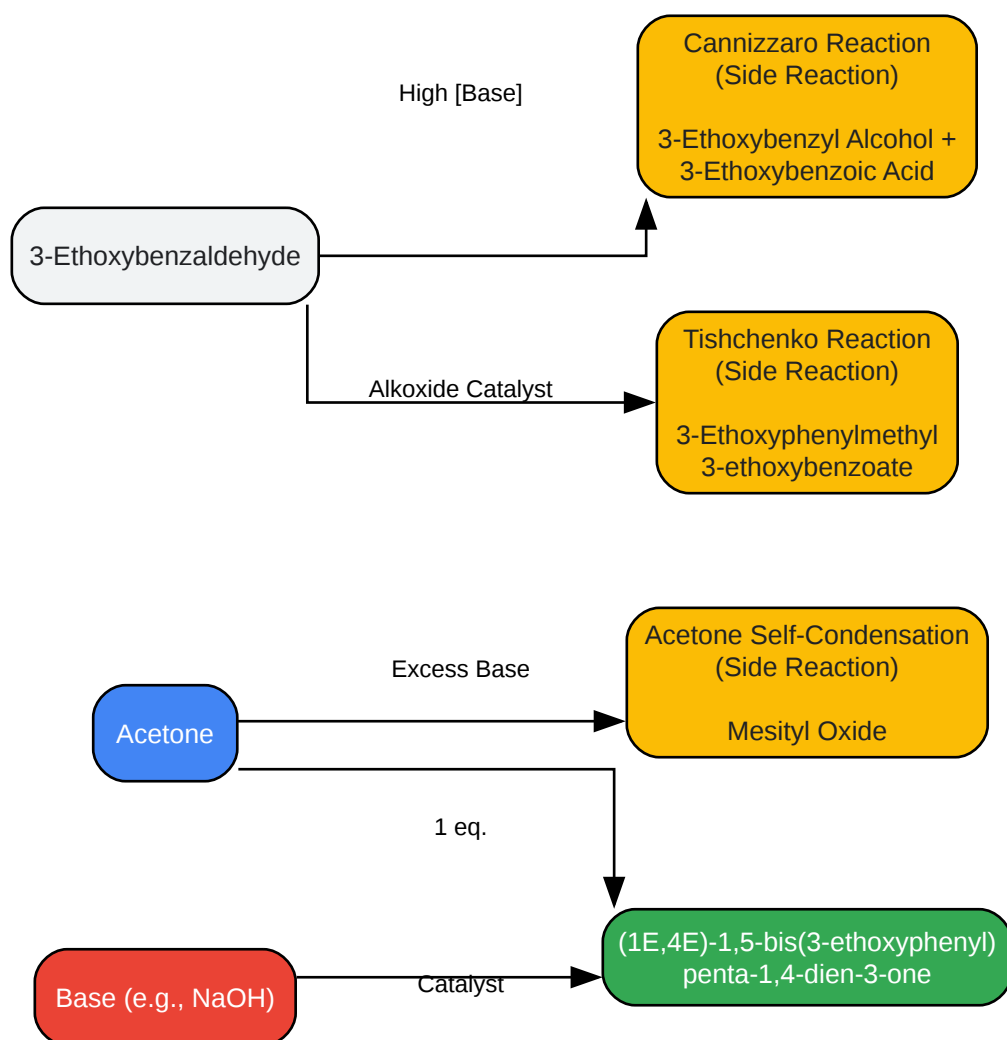 Cannizzaro Reaction
(Side Reaction)
3-Ethoxybenzyl Alcohol +
3-Ethoxybenzoic Acid
High [Base]
3-Ethoxybenzaldehyde
Tishchenko Reaction
(Side Reaction)
3-Ethoxyphenylmethyl
3-ethoxybenzoate
Alkoxide Catalyst
Acetone Self-Condensation
(Side Reaction)
Mesityl Oxide
Excess Base
Acetone
1 eq.
(1E,4E)-1,5-bis(3-ethoxyphenyl)
penta-1,4-dien-3-one
Catalyst
Base (e.g., NaOH)